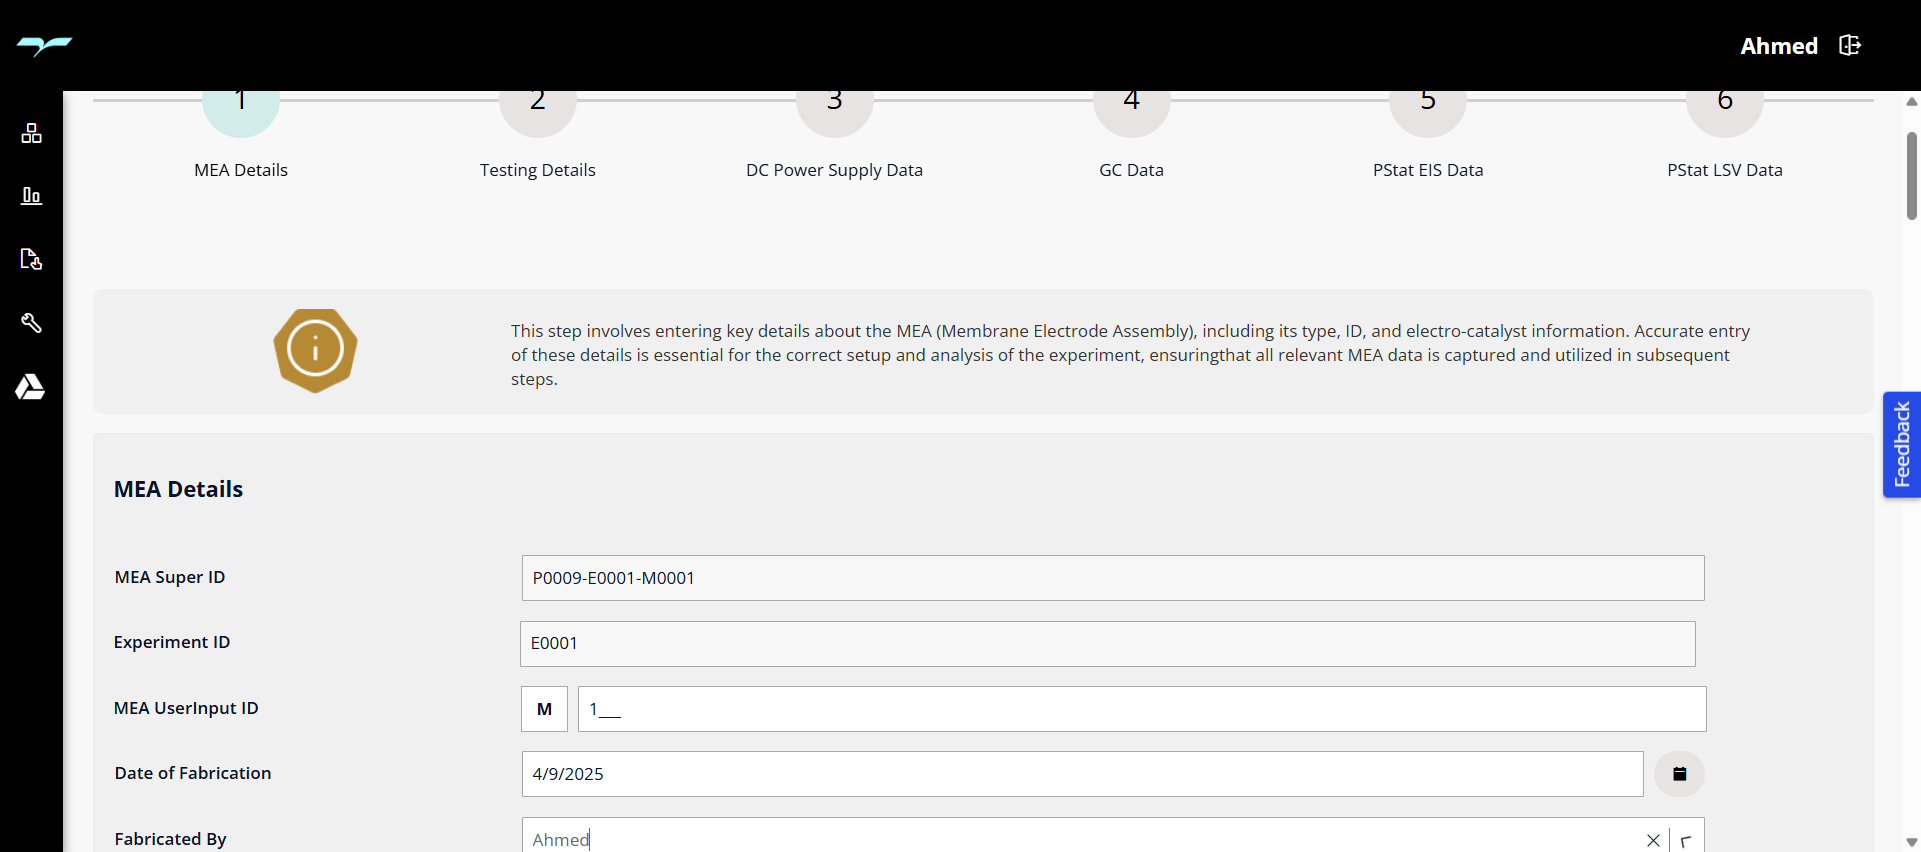 Ahmed
1
2
3
4
5
6
MEA Details
Testing Details
DC Power Supply Data
GC Data
PStat EIS Data
PStat LSV Data
This step involves entering key details about the MEA (Membrane Electrode Assembly), including its type, ID, and electro-catalyst information. Accurate entry
of these details is essential for the correct setup and analysis of the experiment, ensuringthat all relevant MEA data is captured and utilized in subsequent
steps.
Feedback
MEA Details
MEA Super ID
P0009-E0001-M0001
Experiment ID
E0001
MEA UserInput ID
M
1___
Date of Fabrication
4/9/2025
Fabricated By
Ahmed